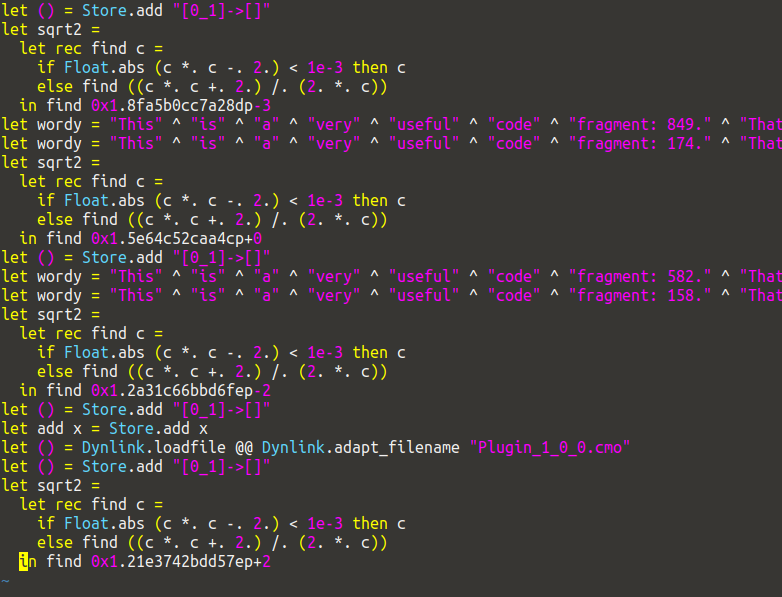 let () = Store.add "[0_1]->[]"
let sqrt2 =
  let rec find c =
    if Float.abs (c *. c -. 2.) < 1e-3 then c
    else find ((c *. c +. 2.) /. (2. *. c))
  in find 0x1.8fa5b0cc7a28dp-3
let wordy = "This" ^ "is" ^ "a" ^ "very" ^ "useful" ^ "code" ^ "fragment: 849." ^ "That
let wordy = "This" ^ "is" ^ "a" ^ "very" ^ "useful" ^ "code" ^ "fragment: 174." ^ "That
let sqrt2 =
  let rec find c =
    if Float.abs (c *. c -. 2.) < 1e-3 then c
    else find ((c *. c +. 2.) /. (2. *. c))
  in find 0x1.5e64c52caa4cp+0
let () = Store.add "[0_1]->[]"
let wordy = "This" ^ "is" ^ "a" ^ "very" ^ "useful" ^ "code" ^ "fragment: 582." ^ "That
let wordy = "This" ^ "is" ^ "a" ^ "very" ^ "useful" ^ "code" ^ "fragment: 158." ^ "That
let sqrt2 =
  let rec find c =
    if Float.abs (c *. c -. 2.) < 1e-3 then c
    else find ((c *. c +. 2.) /. (2. *. c))
  in find 0x1.2a31c66bbd6fep-2
let () = Store.add "[0_1]->[]"
let add x = Store.add x
let () = Dynlink.loadfile @@ Dynlink.adapt_filename "Plugin_1_0_0.cmo"
let () = Store.add "[0_1]->[]"
let sqrt2 =
  let rec find c =
    if Float.abs (c *. c -. 2.) < 1e-3 then c
    else find ((c *. c +. 2.) /. (2. *. c))
  in find 0x1.21e3742bdd57ep+2
~